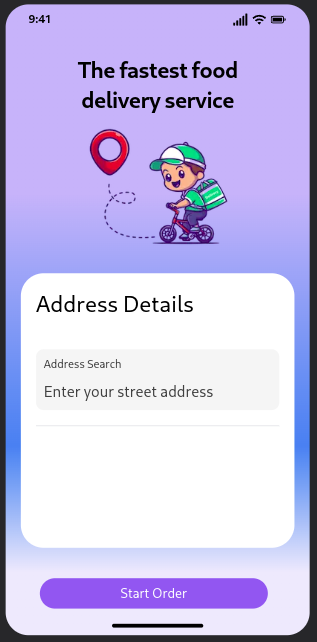 9:41
The fastest food
delivery service
Address Details
Address Search
Enter your street address
Start Order